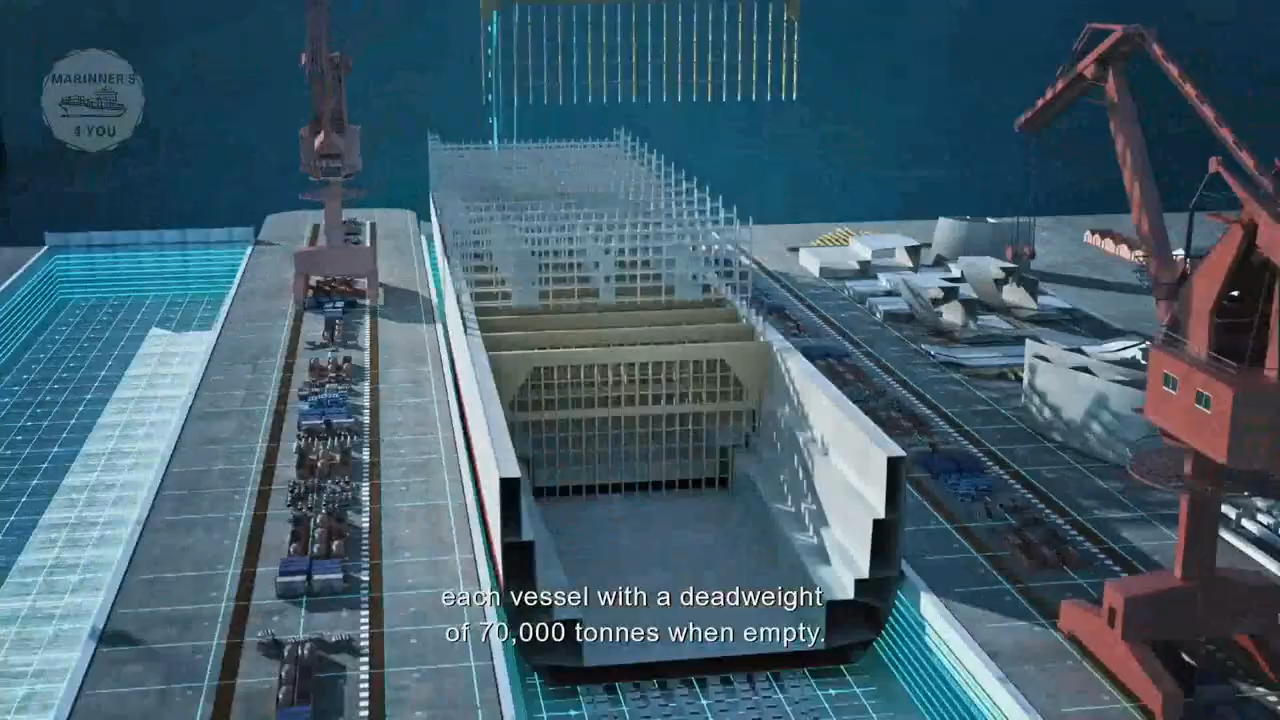 MARINNER'S
4 YOU
each vessel with a deadweight
of 70,000 tonnes when empty.